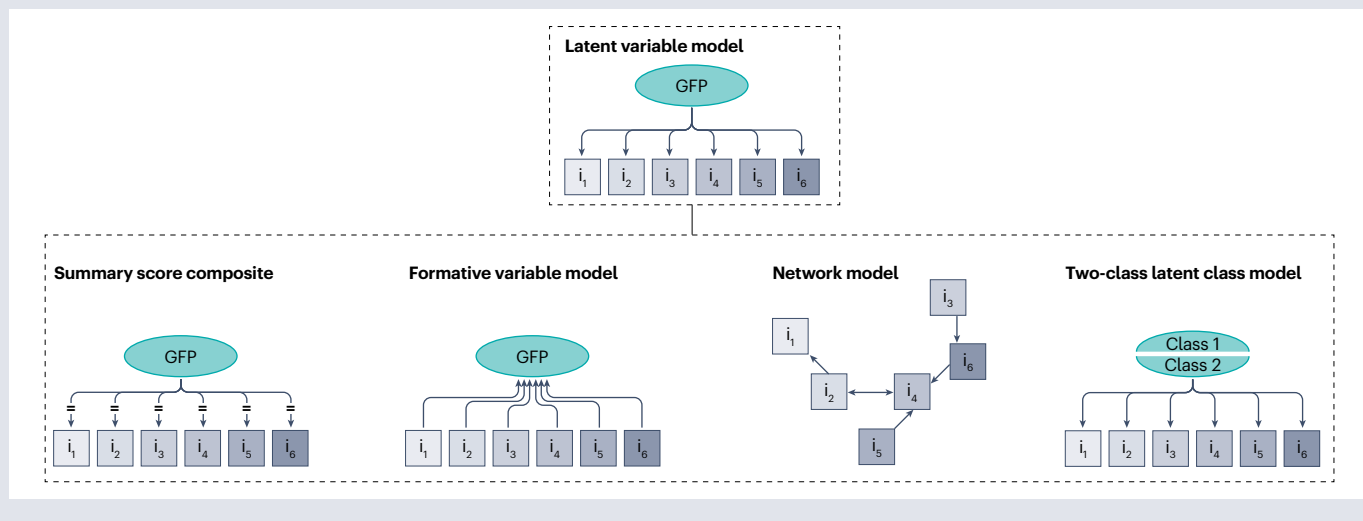 Latent variable model
GFP
i₁ i₂ i₃ i₄ i₅ i₆
Summary score composite
GFP
= = = = = =
i₁ i₂ i₃ i₄ i₅ i₆
Formative variable model
GFP
i₁ i₂ i₃ i₄ i₅ i₆
Network model
i₃
i₁
i₆
i₂ i₄
i₅
Two-class latent class model
Class 1
Class 2
i₁ i₂ i₃ i₄ i₅ i₆